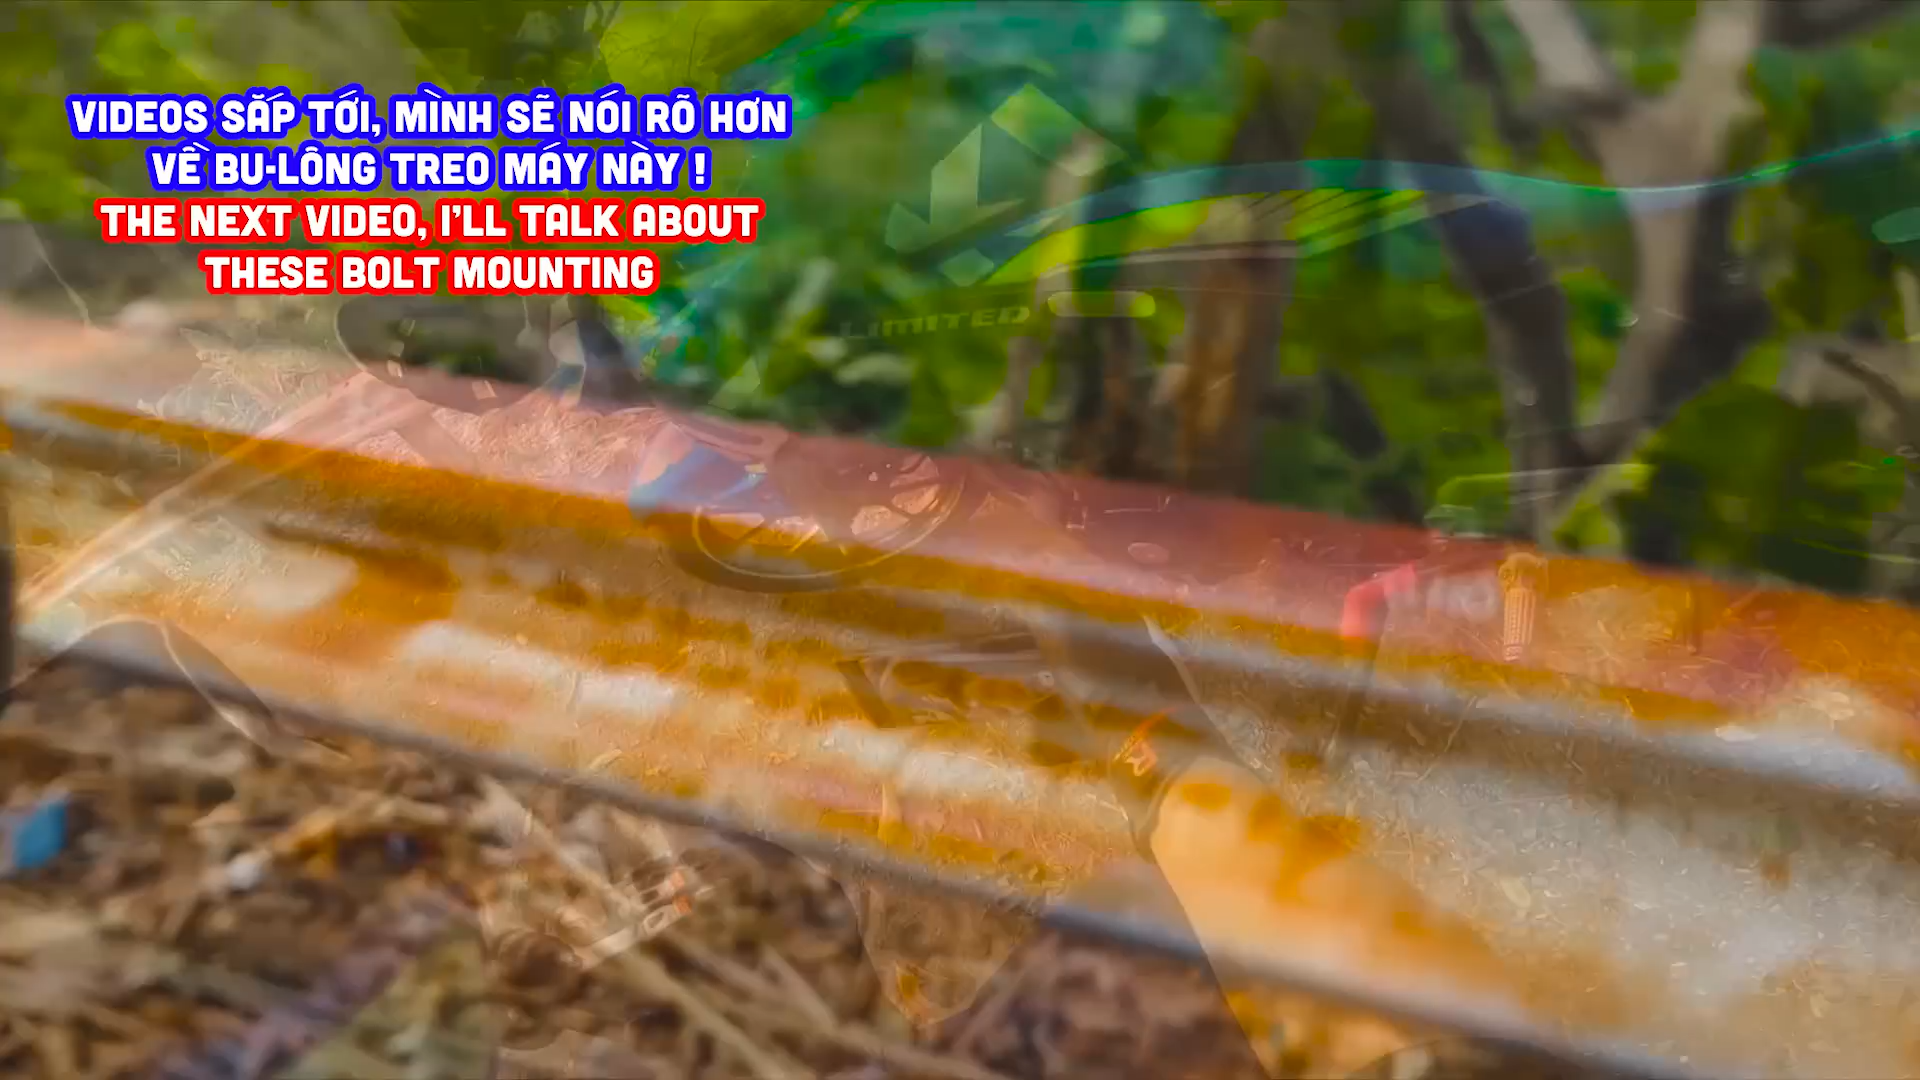 VIDEOS SẮP TỚI, MÌNH SẼ NÓI RÕ HƠN
VỀ BU-LÔNG TREO MÁY NÀY !
THE NEXT VIDEO, I'LL TALK ABOUT
THESE BOLT MOUNTING
LIMITED